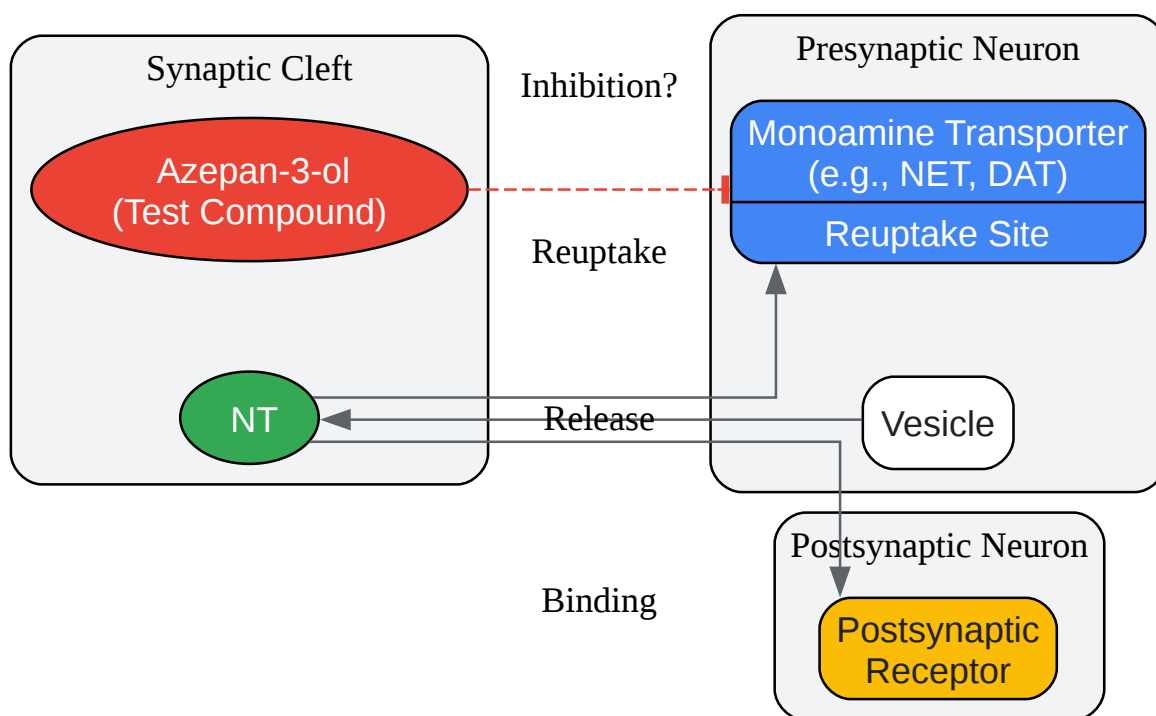 Synaptic Cleft
Azepan-3-ol
(Test Compound)
NT
Inhibition?
Reuptake
Release
Binding
Presynaptic Neuron
Monoamine Transporter
(e.g., NET, DAT)
Reuptake Site
Vesicle
Postsynaptic Neuron
Postsynaptic
Receptor